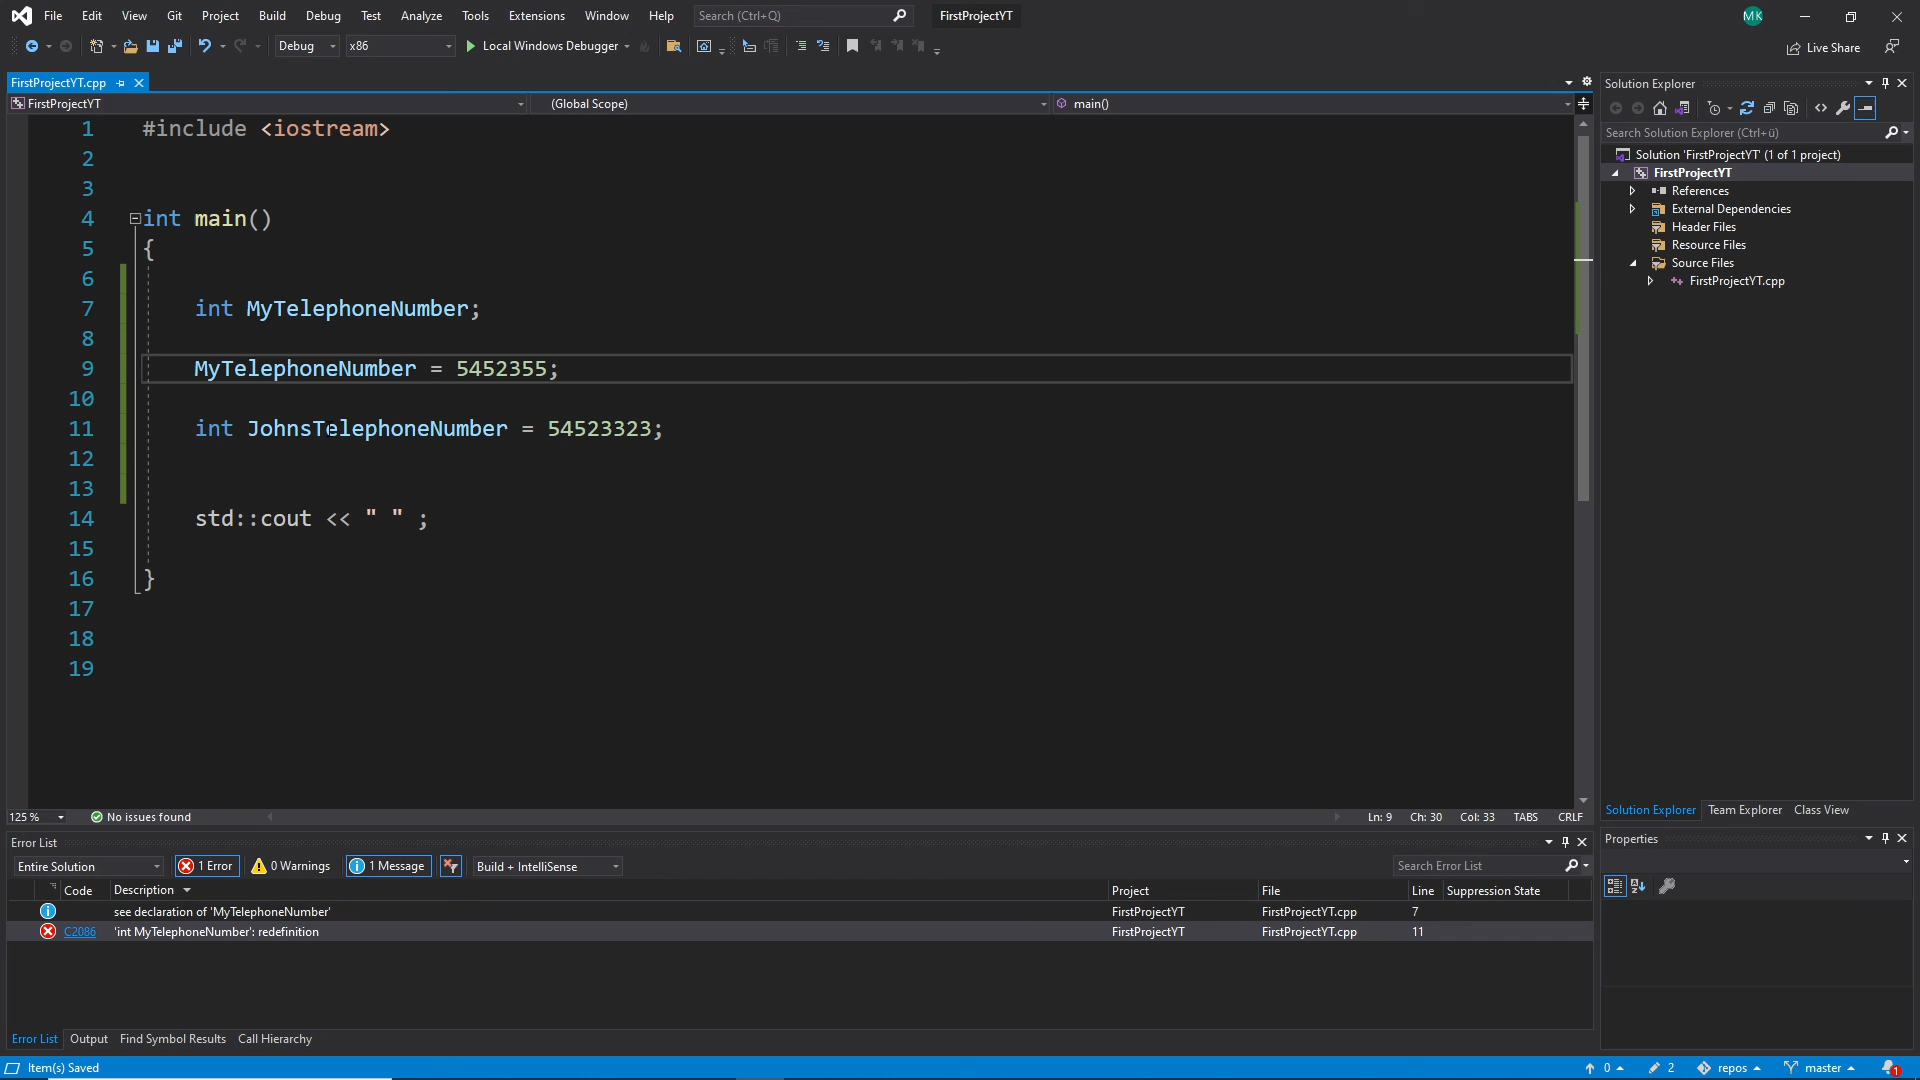 File Edit View Git Project Build Debug Test Analyze Tools Extensions Window Help Search (Ctrl+Q) FirstProjectYT MK
Debug x86 Local Windows Debugger Live Share
FirstProjectYT.cpp
FirstProjectYT (Global Scope) main()
1 #include <iostream>
2
3
4 int main()
5 {
6
7 int MyTelephoneNumber;
8
9 MyTelephoneNumber = 5452355;
10
11 int JohnsTelephoneNumber = 54523323;
12
13
14 std::cout << " " ;
15
16 }
17
18
19
125 % No issues found Ln: 9 Ch: 30 Col: 33 TABS CRLF
Solution Explorer
Search Solution Explorer (Ctrl+ü)
Solution 'FirstProjectYT' (1 of 1 project)
FirstProjectYT
References
External Dependencies
Header Files
Resource Files
Source Files
FirstProjectYT.cpp
Solution Explorer Team Explorer Class View
Properties
Error List
Entire Solution 1 Error 0 Warnings 1 Message Build + IntelliSense Search Error List
Code Description Project File Line Suppression State
see declaration of 'MyTelephoneNumber' FirstProjectYT FirstProjectYT.cpp 7
C2086 'int MyTelephoneNumber': redefinition FirstProjectYT FirstProjectYT.cpp 11
Error List Output Find Symbol Results Call Hierarchy
Item(s) Saved 0 2 repos master 1